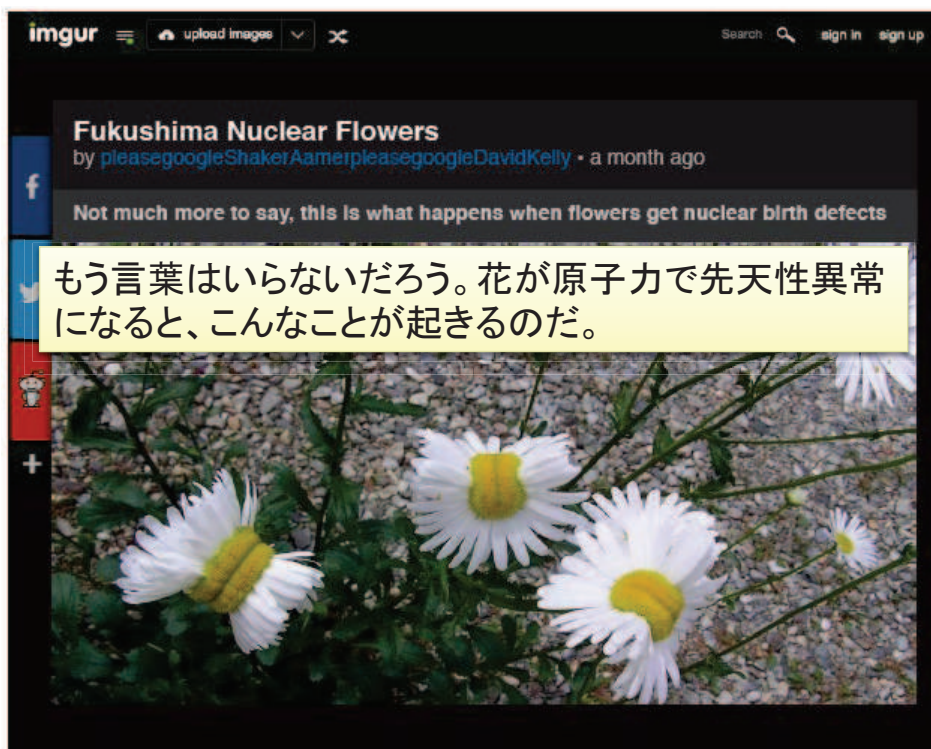 imgur upload images Search sign in sign up
Fukushima Nuclear Flowers
by pleasegoogleShakerAamerpleasegoogleDavidKelly • a month ago
Not much more to say, this is what happens when flowers get nuclear birth defects
もう言葉はいらないだろう。花が原子力で先天性異常
になると、こんなことが起きるのだ。